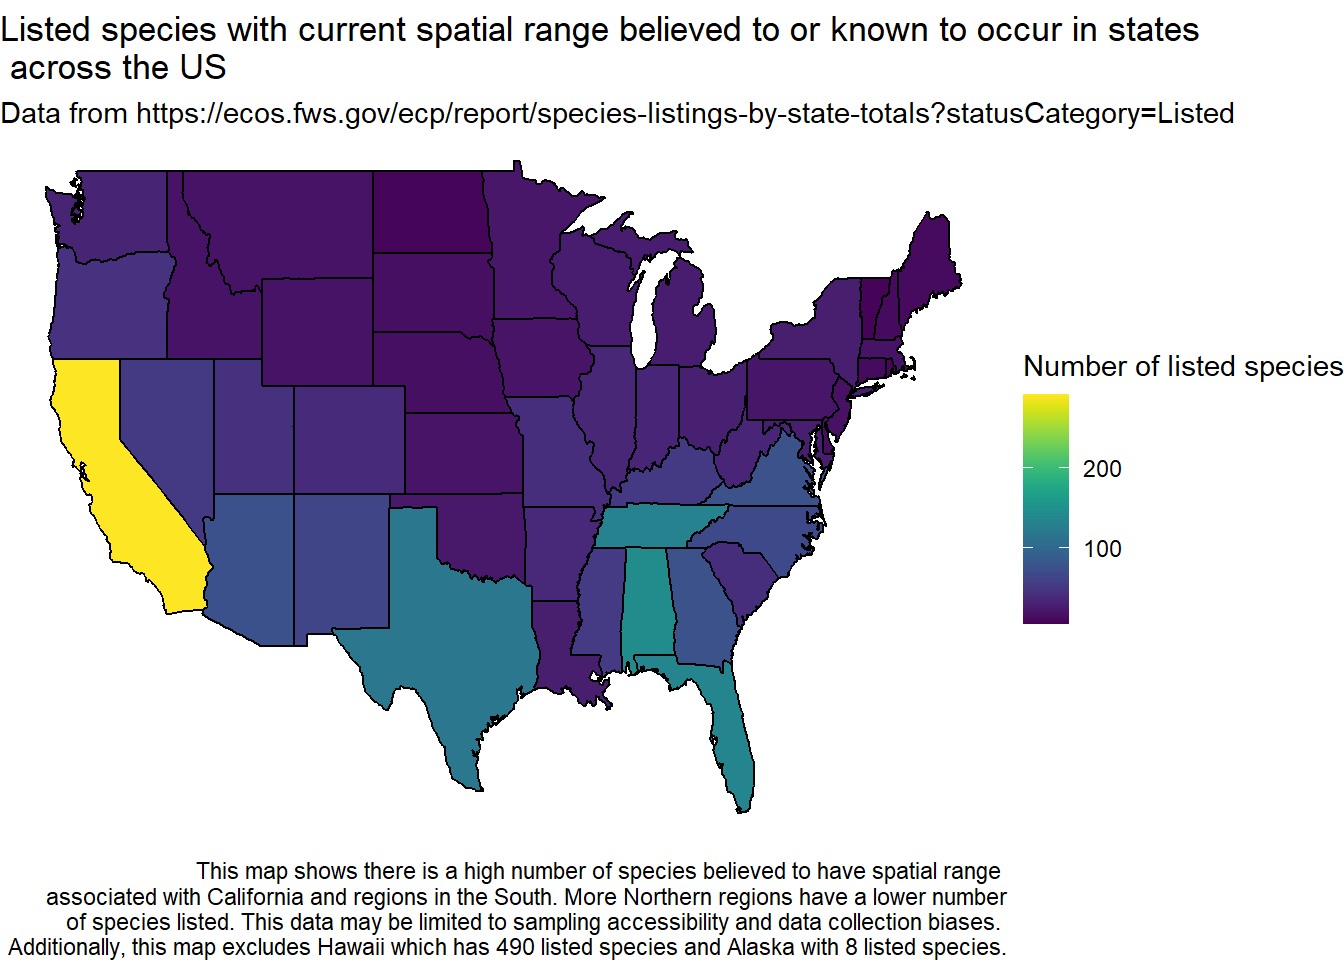 Listed species with current spatial range believed to or known to occur in states
across the US
Data from https://ecos.fws.gov/ecp/report/species-listings-by-state-totals?statusCategory=Listed
Number of listed species
200
100
This map shows there is a high number of species believed to have spatial range
associated with California and regions in the South. More Northern regions have a lower number
of species listed. This data may be limited to sampling accessibility and data collection biases.
Additionally, this map excludes Hawaii which has 490 listed species and Alaska with 8 listed species.